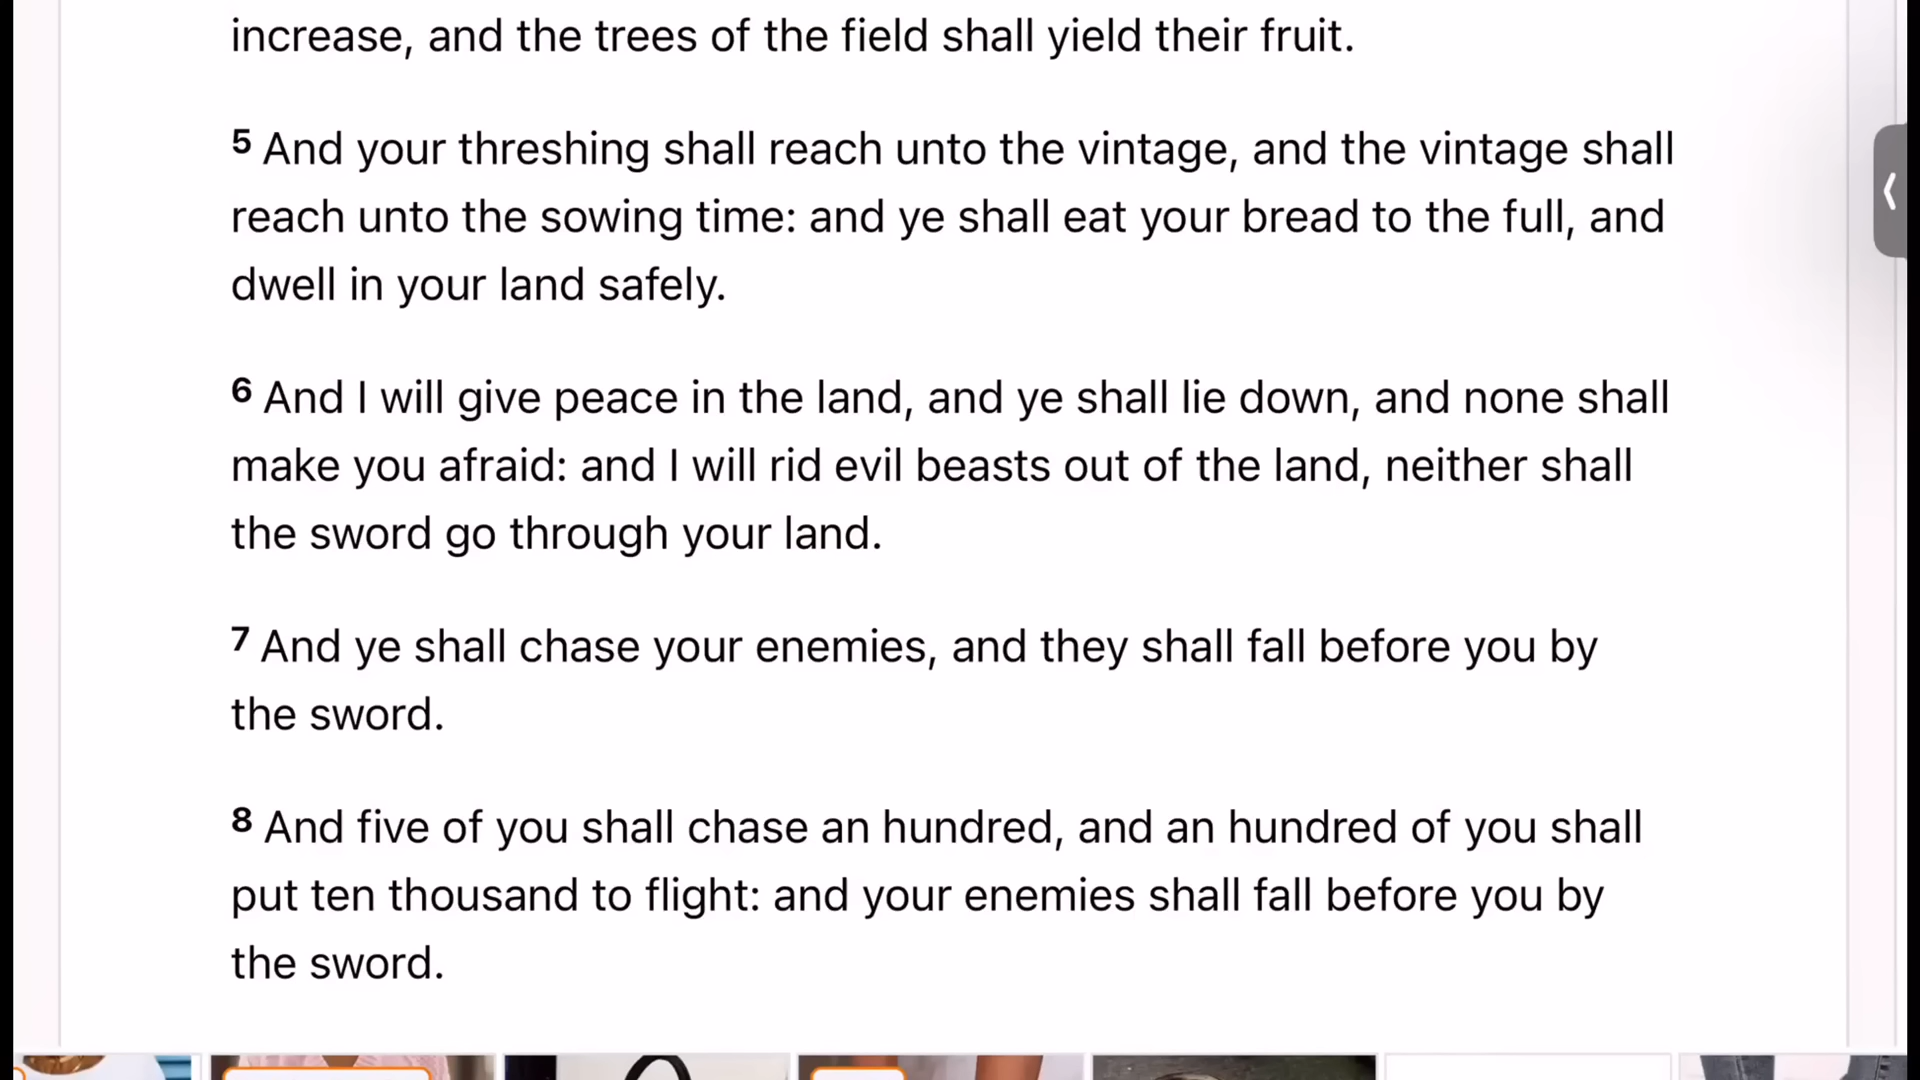 increase, and the trees of the field shall yield their fruit.
5 And your threshing shall reach unto the vintage, and the vintage shall
reach unto the sowing time: and ye shall eat your bread to the full, and
dwell in your land safely.
6 And I will give peace in the land, and ye shall lie down, and none shall
make you afraid: and I will rid evil beasts out of the land, neither shall
the sword go through your land.
7 And ye shall chase your enemies, and they shall fall before you by
the sword.
8 And five of you shall chase an hundred, and an hundred of you shall
put ten thousand to flight: and your enemies shall fall before you by
the sword.